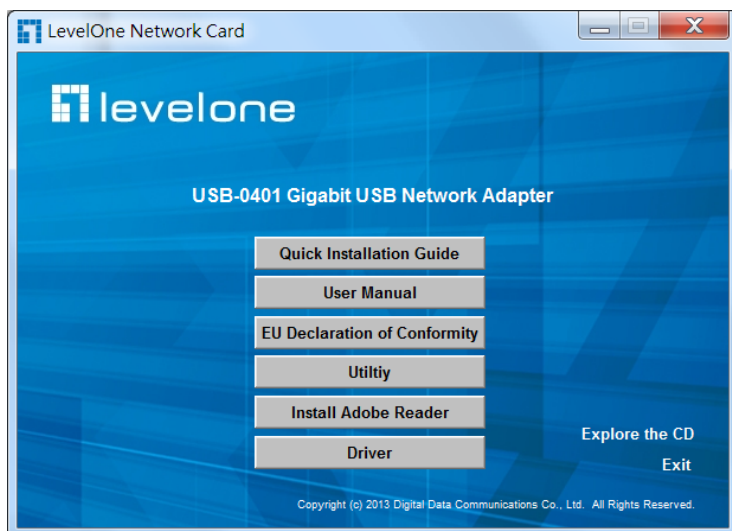 LevelOne Network Card
levelone
USB-0401 Gigabit USB Network Adapter
Quick Installation Guide
User Manual
EU Declaration of Conformity
Utiltiy
Install Adobe Reader
Driver
Explore the CD
Exit
Copyright (c) 2013 Digital Data Communications Co., Ltd. All Rights Reserved.